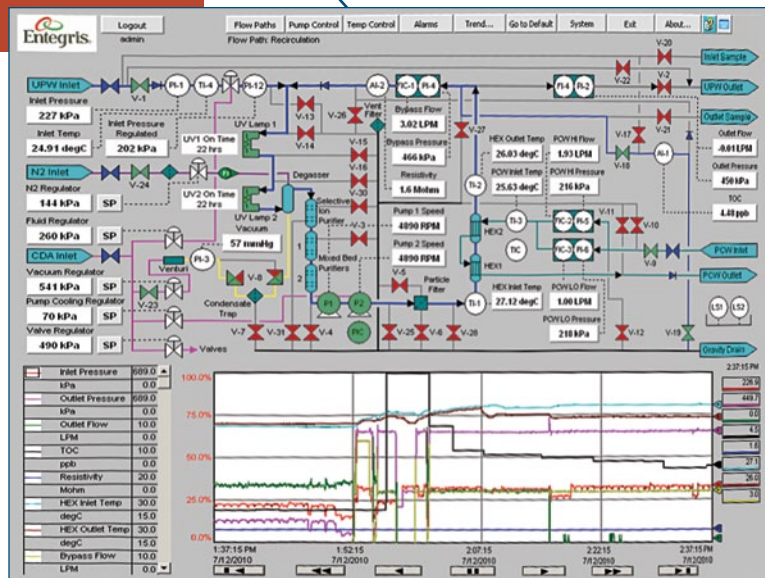 Entegris
Logout
admin
Flow Paths
Pump Control
Temp Control
Alarms
Trend...
Go to Default
System
Exit
About...
Flow Path: Recirculation
UPW Inlet
V-1
PI-1
TI-4
PI-12
Inlet Pressure
227 kPa
Inlet Temp
24.91 degC
Inlet Pressure
Regulated
202 kPa
N2 Inlet
V-24
N2 Regulator
144 kPa
SP
Fluid Regulator
260 kPa
SP
CDA Inlet
Venturi
PI-3
Vacuum Regulator
541 kPa
SP
V-23
Pump Cooling Regulator
70 kPa
SP
Valve Regulator
490 kPa
SP
Valves
UV Lamp 1
UV1 On Time
22 hrs
UV2 On Time
22 hrs
UV Lamp 2
Vacuum
57 mmHg
V-8
Condensate
Trap
V-7
V-31
V-4
Degasser
Selective
Ion
Purifier
1
Mixed Bed
Purifiers
2
P1
P2
PIC
V-13
V-14
V-26
Vent
Filter
V-15
V-16
V-30
V-3
AI-2
FIC-1
PI-4
Bypass Flow
3.02 LPM
Bypass Pressure
466 kPa
Resistivity
1.6 Mohm
Pump 1 Speed
4890 RPM
Pump 2 Speed
4890 RPM
V-5
Particle
Filter
V-25
V-6
V-28
V-27
TI-2
HEX2
HEX1
TI-1
HEX Outlet Temp
26.03 degC
PCW Inlet Temp
25.63 degC
TI-3
TIC
HEX Inlet Temp
27.12 degC
PCW Hi Flow
1.93 LPM
PCW Hi Pressure
216 kPa
FIC-2
PI-5
FIC-3
PI-6
PCW LO Flow
1.00 LPM
PCW LO Pressure
218 kPa
FI-4
PI-2
V-20
V-22
V-2
V-21
V-17
V-18
AI-1
V-11
V-10
V-9
V-12
V-19
LS1
LS2
Inlet Sample
UPW Outlet
Outlet Sample
Outlet Flow
-0.01 LPM
Outlet Pressure
450 kPa
TOC
4.48 ppb
PCW Inlet
PCW Outlet
Gravity Drain
Inlet Pressure 689.0
kPa 0.0
Outlet Pressure 689.0
kPa 0.0
Outlet Flow 10.0
LPM 0.0
TOC 10.0
ppb 0.0
Resistivity 20.0
Mohm 0.0
HEX Inlet Temp 30.0
degC 15.0
HEX Outlet Temp 30.0
degC 15.0
Bypass Flow 10.0
LPM 0.0
100.0%
75.0%
50.0%
25.0%
0.0%
1:37:15 PM
7/12/2010
1:52:15
7/12/2010
2:07:15
7/12/2010
2:22:15
7/12/2010
2:37:15 PM
7/12/2010
2:37:15 PM
226.9
449.7
0.0
4.5
1.6
27.1
26.0
3.0